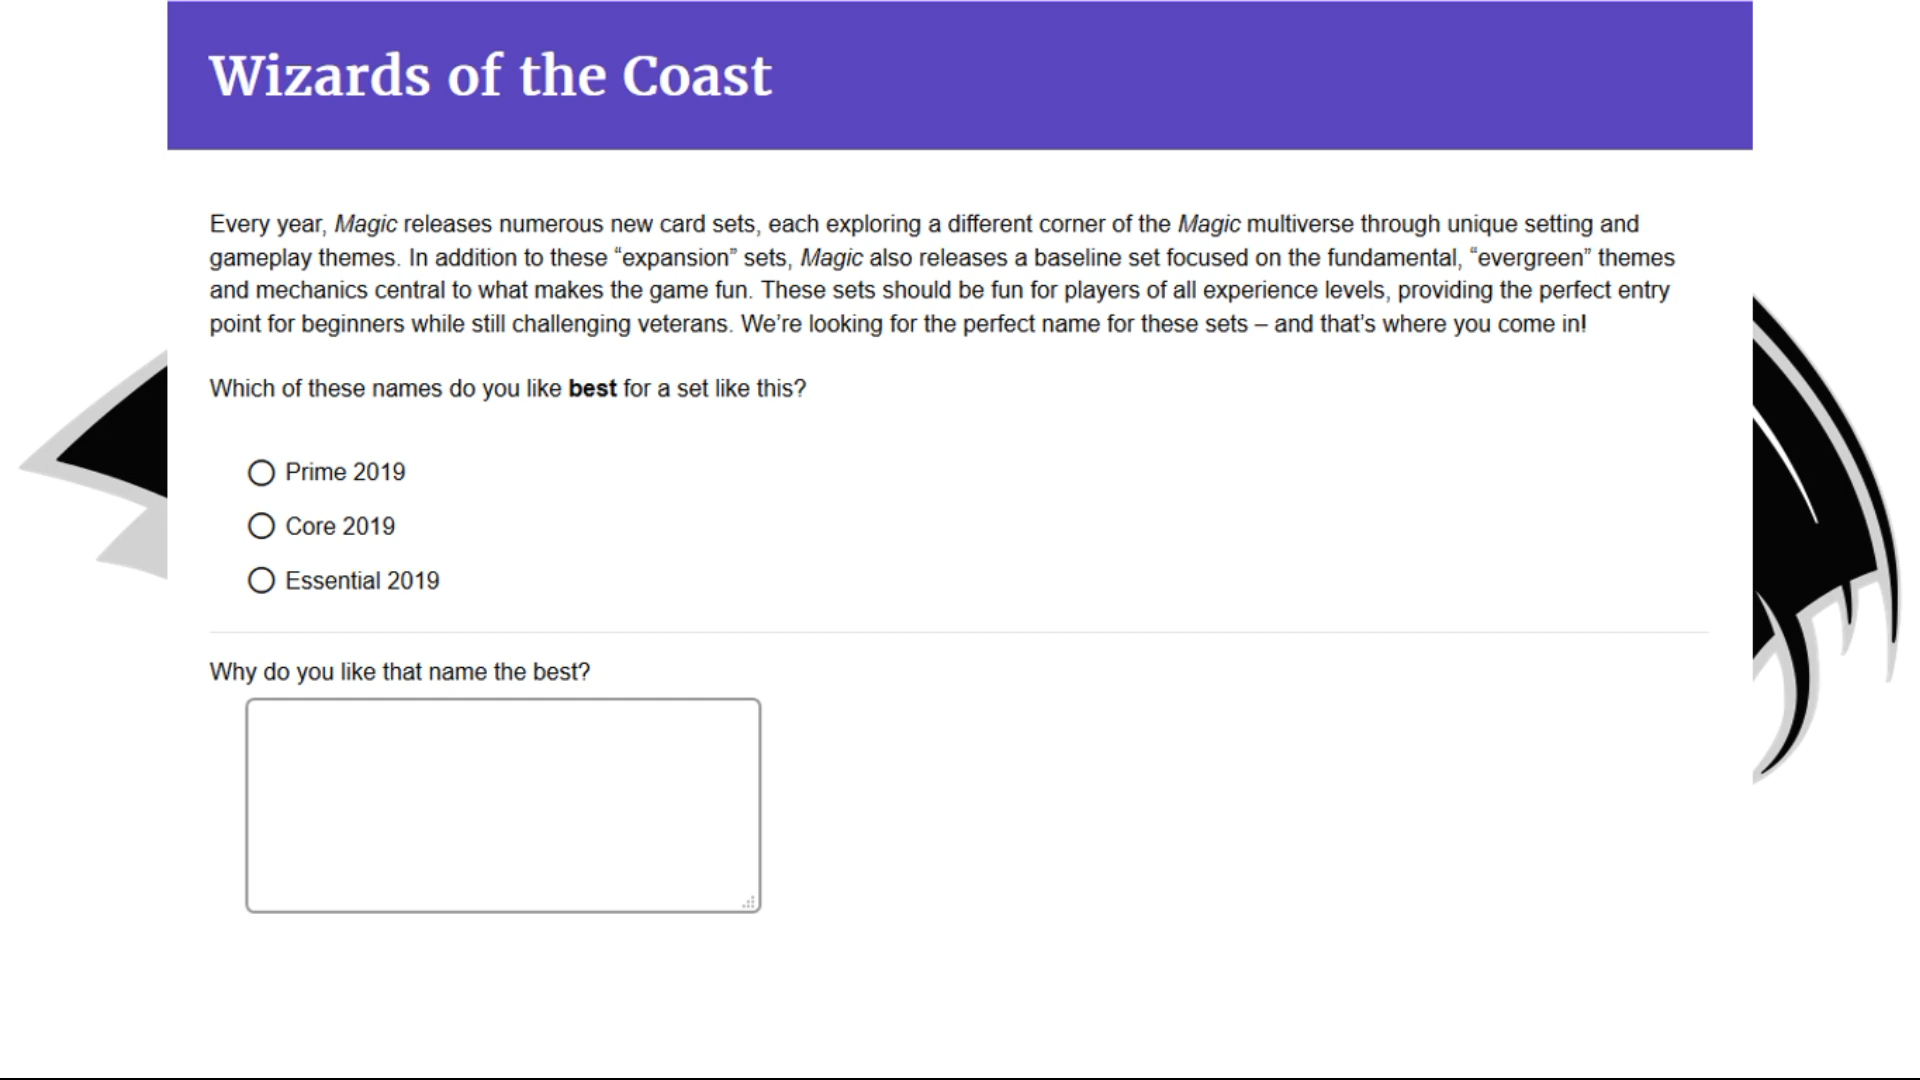 Wizards of the Coast
Every year, Magic releases numerous new card sets, each exploring a different corner of the Magic multiverse through unique setting and
gameplay themes. In addition to these “expansion” sets, Magic also releases a baseline set focused on the fundamental, “evergreen” themes
and mechanics central to what makes the game fun. These sets should be fun for players of all experience levels, providing the perfect entry
point for beginners while still challenging veterans. We’re looking for the perfect name for these sets – and that’s where you come in!
Which of these names do you like best for a set like this?
Prime 2019
Core 2019
Essential 2019
Why do you like that name the best?